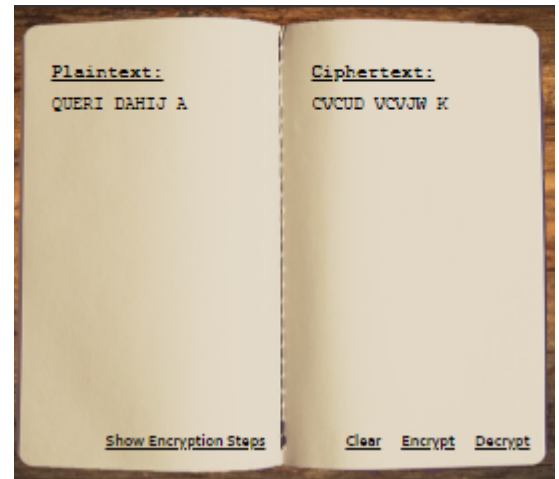 Plaintext:
QUERI DAHIJ A
Ciphertext:
CVCUD VCVJW K
Show Encryption Steps
Clear Encrypt Decrypt